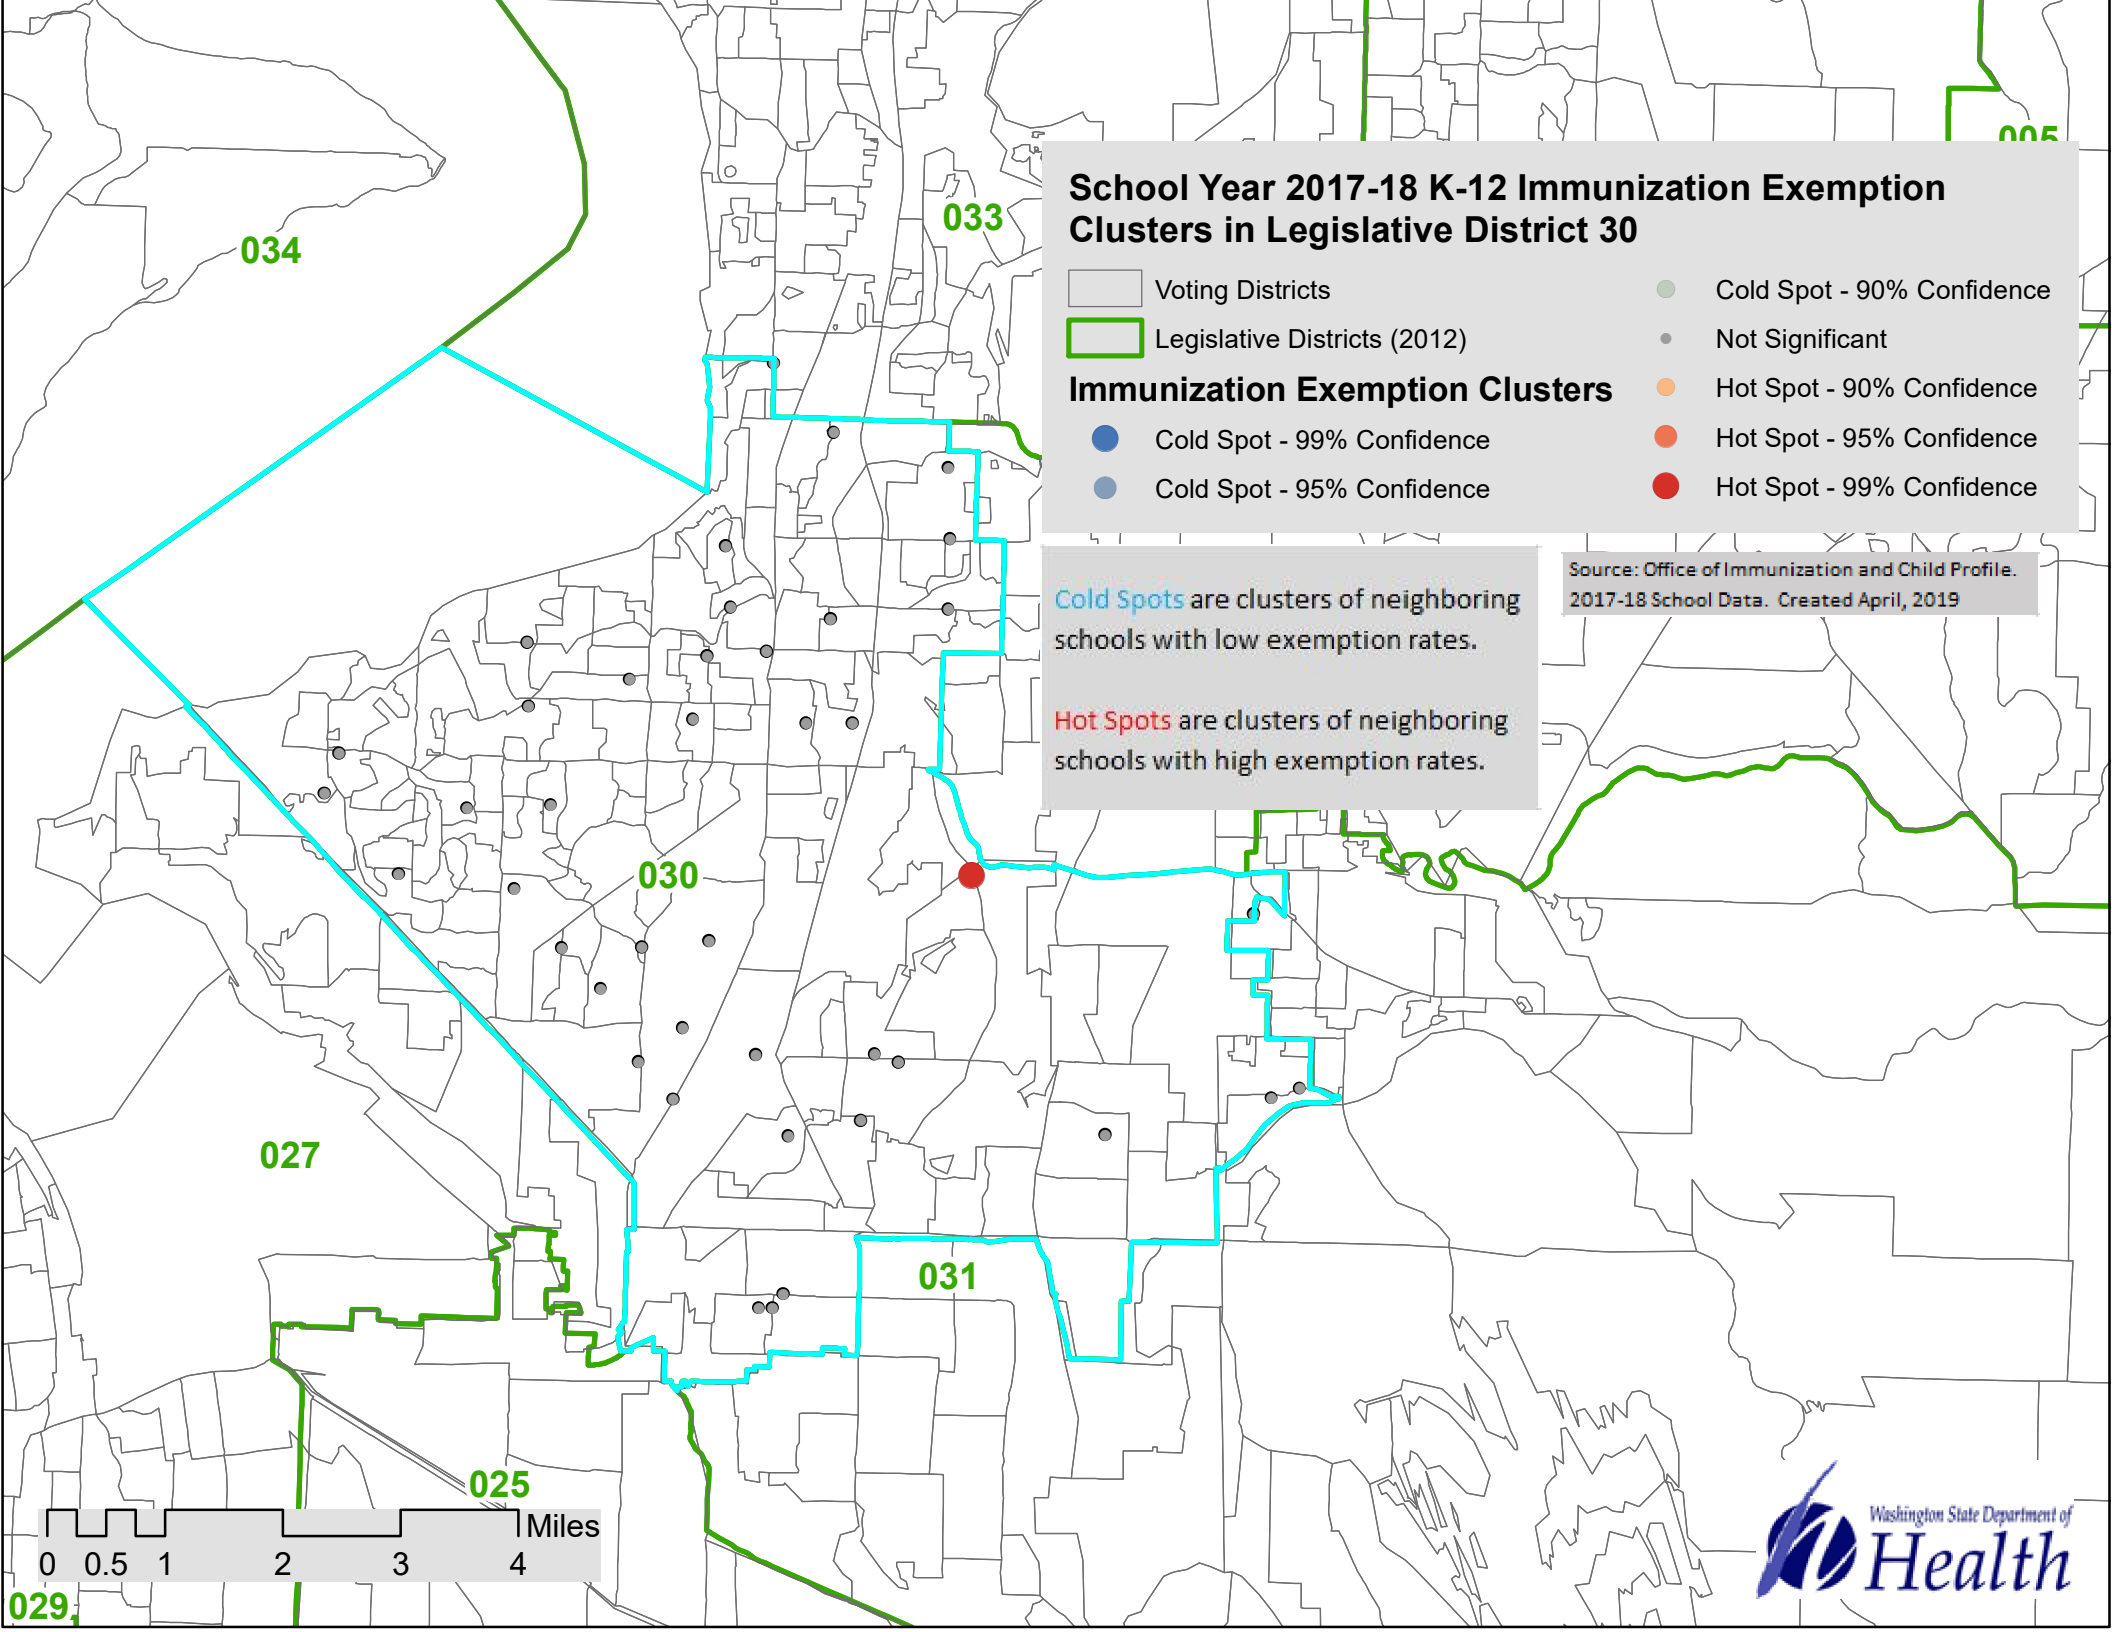 005
033
034
School Year 2017-18 K-12 Immunization Exemption
Clusters in Legislative District 30
Voting Districts
Legislative Districts (2012)
Immunization Exemption Clusters
Cold Spot - 99% Confidence
Cold Spot - 95% Confidence
Cold Spot - 90% Confidence
Not Significant
Hot Spot - 90% Confidence
Hot Spot - 95% Confidence
Hot Spot - 99% Confidence
Cold Spots are clusters of neighboring
schools with low exemption rates.
Hot Spots are clusters of neighboring
schools with high exemption rates.
Source: Office of Immunization and Child Profile.
2017-18 School Data. Created April, 2019
030
027
031
025
Miles
0 0.5 1 2 3 4
029
Washington State Department of
Health